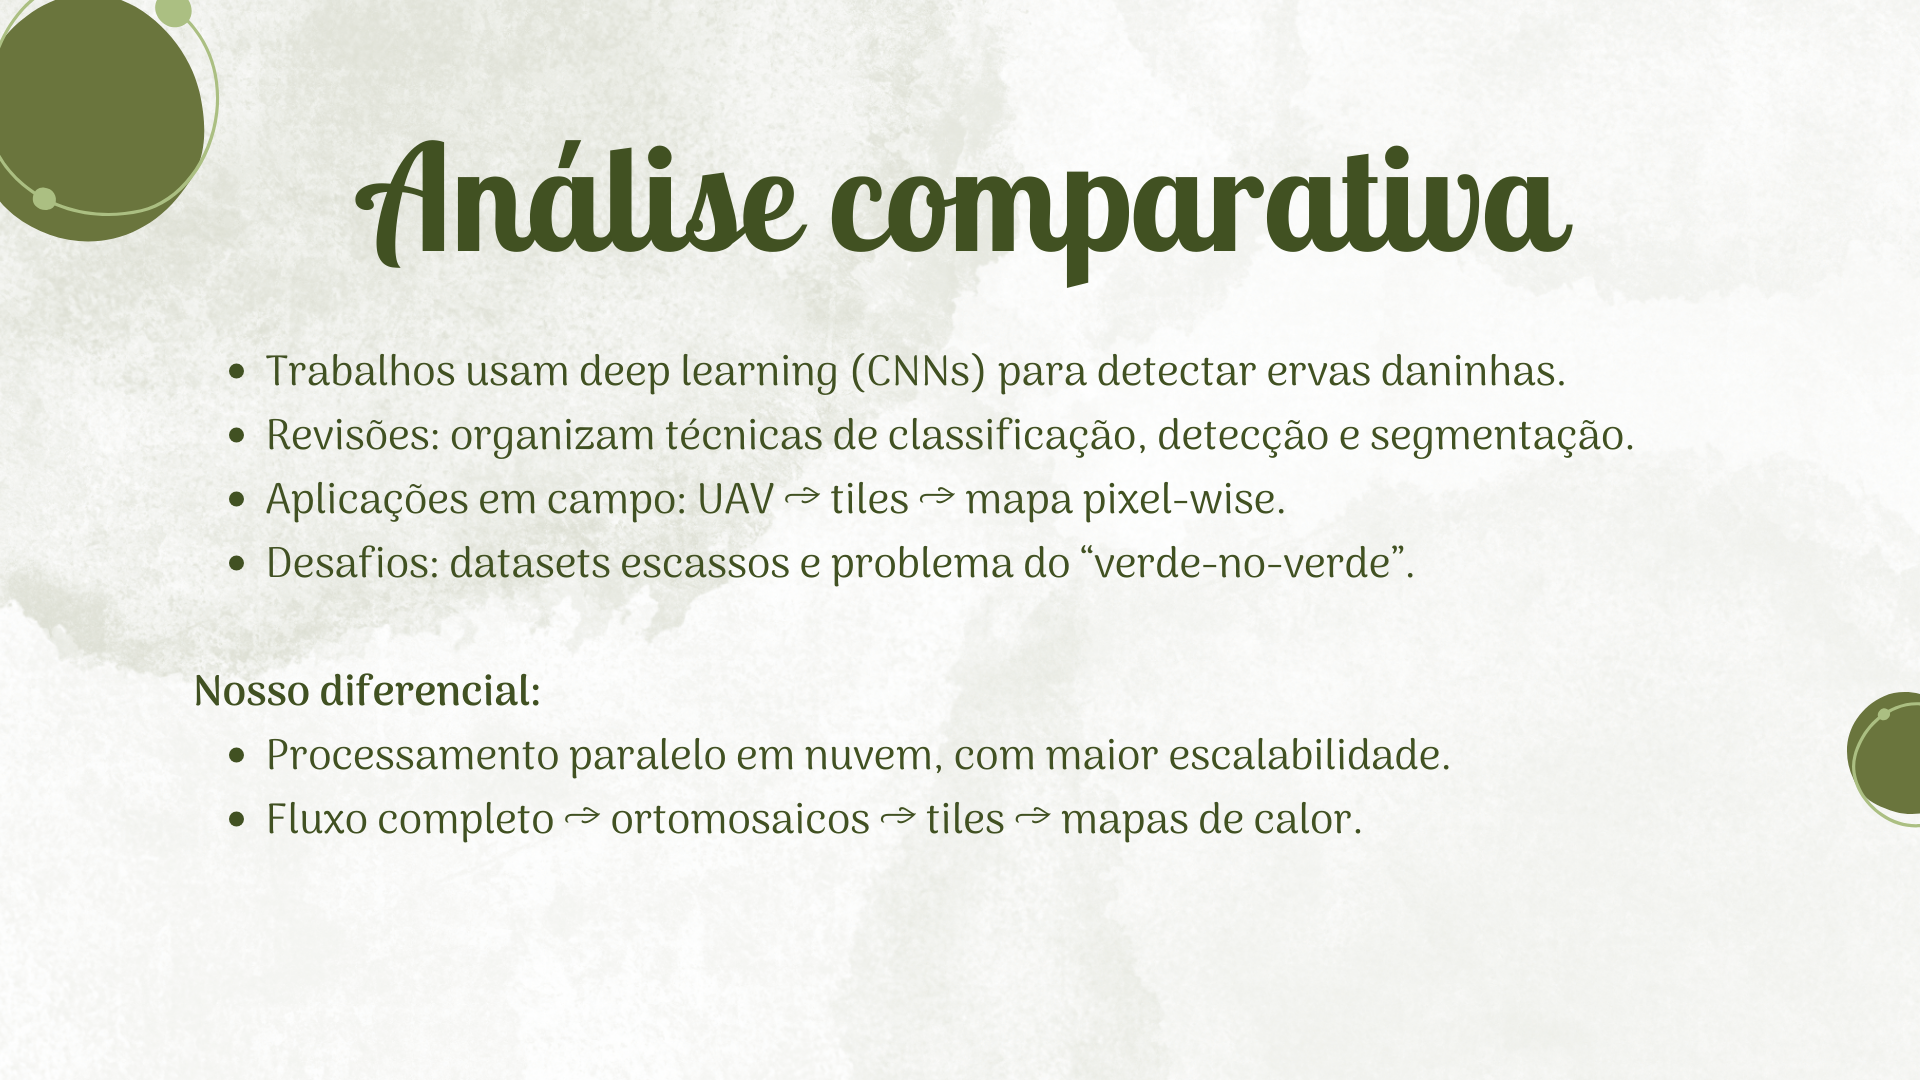 Análise comparativa
• Trabalhos usam deep learning (CNNs) para detectar ervas daninhas.
• Revisões: organizam técnicas de classificação, detecção e segmentação.
• Aplicações em campo: UAV → tiles → mapa pixel-wise.
• Desafios: datasets escassos e problema do “verde-no-verde”.
Nosso diferencial:
• Processamento paralelo em nuvem, com maior escalabilidade.
• Fluxo completo → ortomosaicos → tiles → mapas de calor.